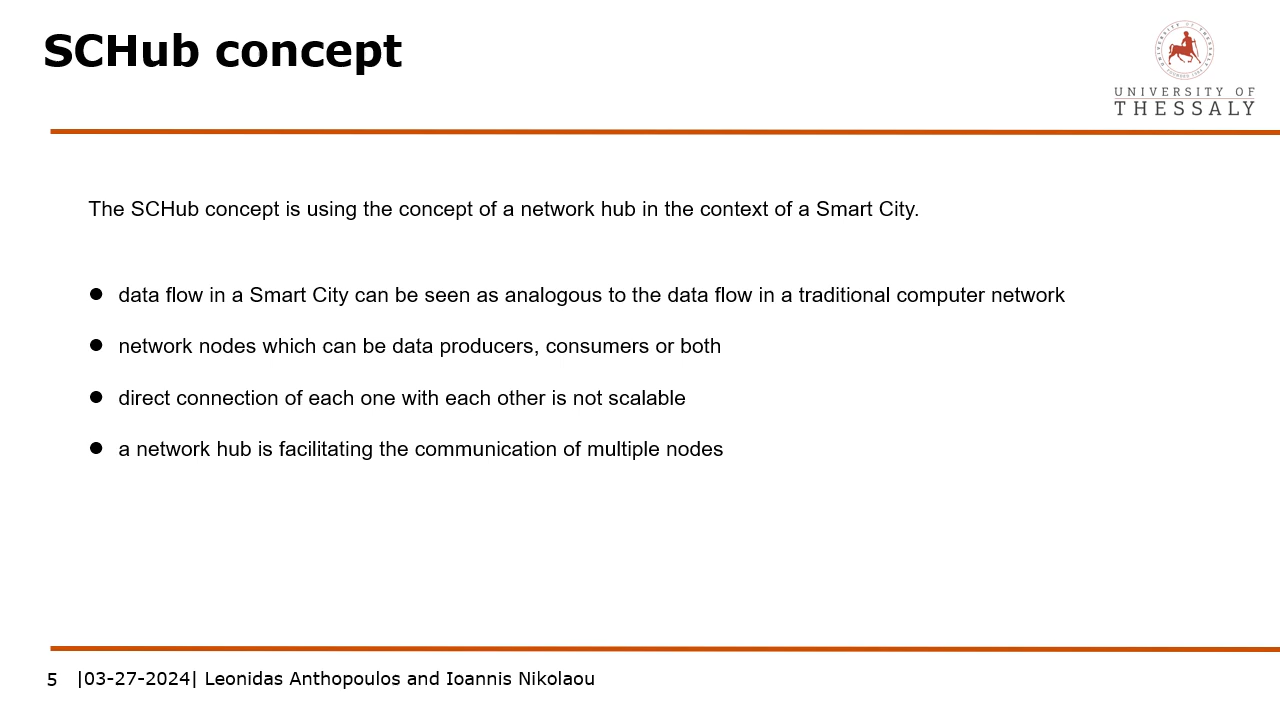 SCHub concept
UNIVERSITY OF
THESSALY
The SCHub concept is using the concept of a network hub in the context of a Smart City.
● data flow in a Smart City can be seen as analogous to the data flow in a traditional computer network
● network nodes which can be data producers, consumers or both
● direct connection of each one with each other is not scalable
● a network hub is facilitating the communication of multiple nodes
5 |03-27-2024| Leonidas Anthopoulos and Ioannis Nikolaou